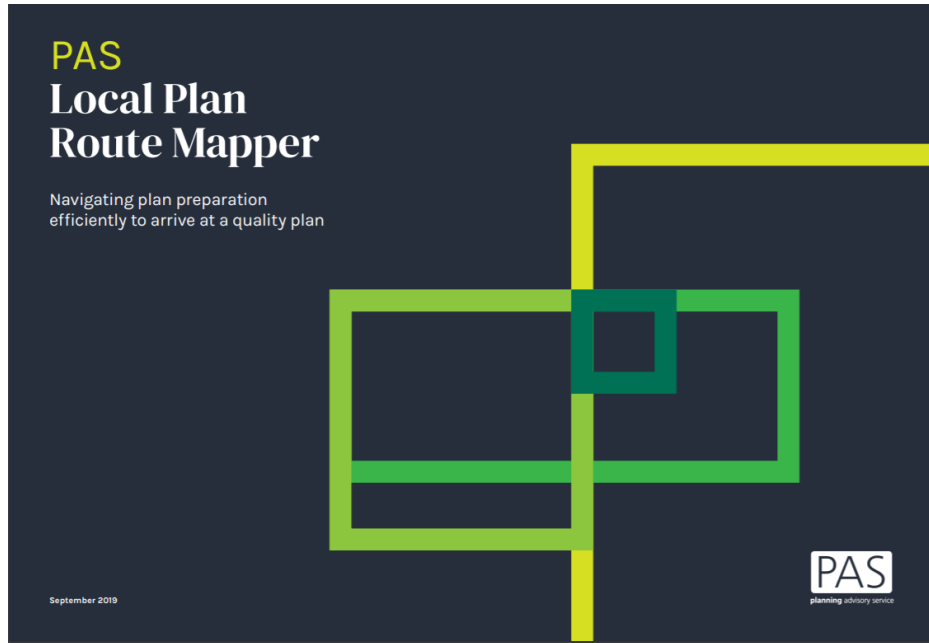 PAS
Local Plan
Route Mapper
Navigating plan preparation
efficiently to arrive at a quality plan
September 2019
PAS
planning advisory service